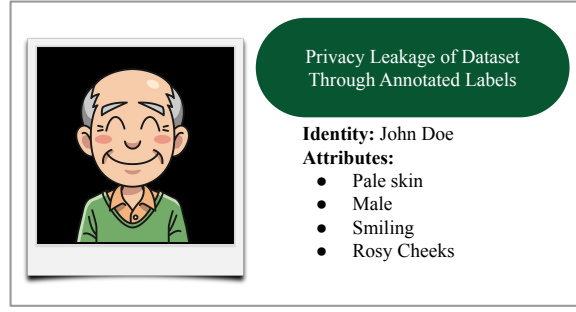 Privacy Leakage of Dataset
Through Annotated Labels
Identity: John Doe
Attributes:
● Pale skin
● Male
● Smiling
● Rosy Cheeks